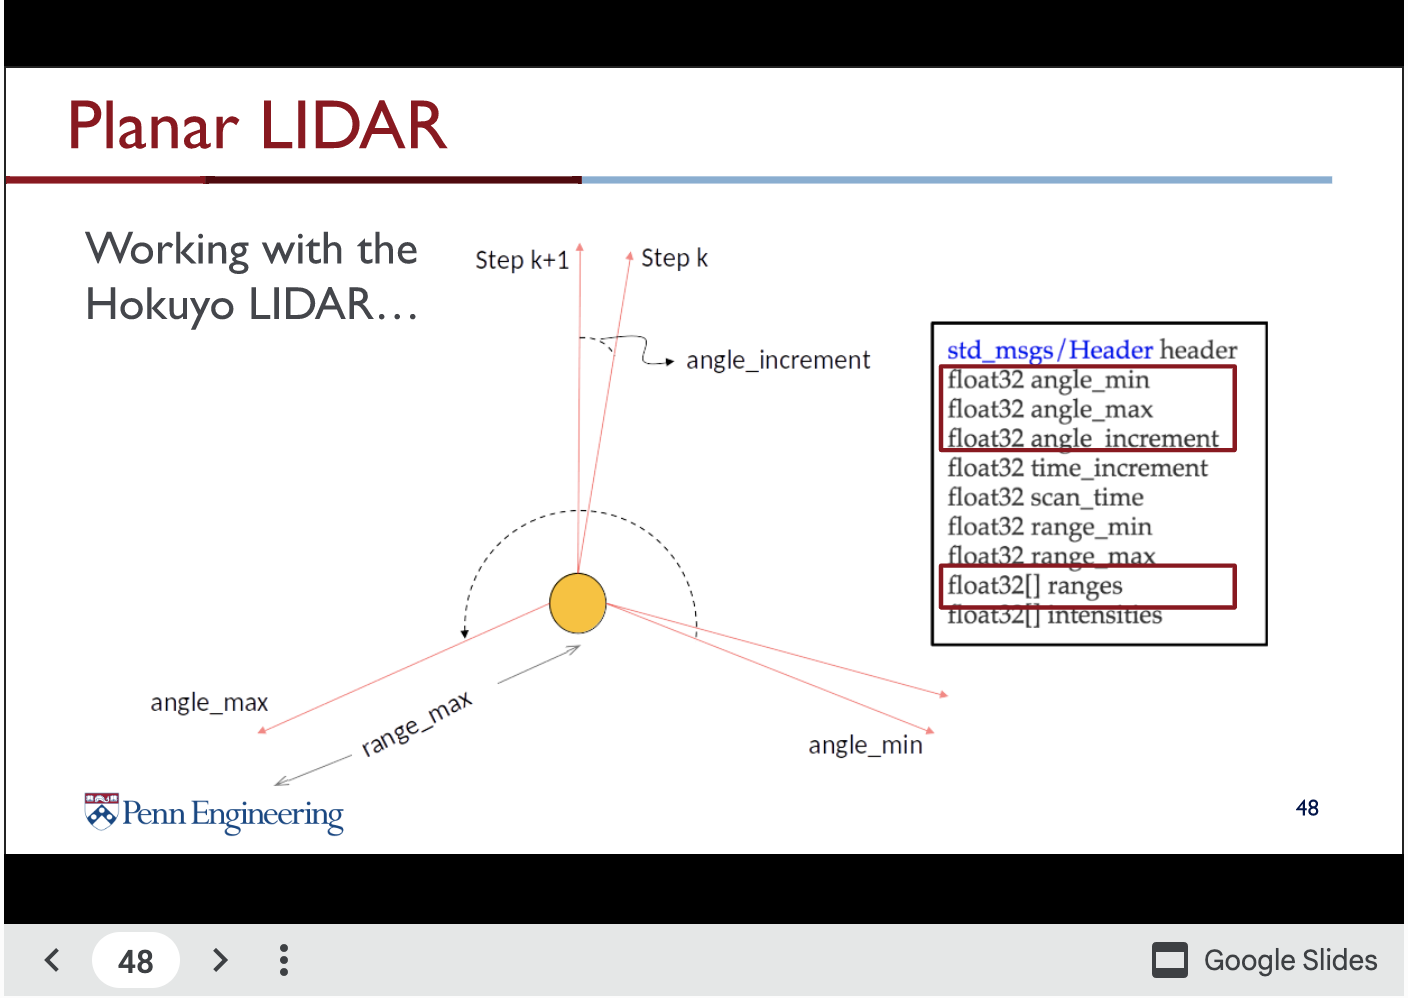 Planar LIDAR
Working with the
Hokuyo LIDAR…
Step k+1
Step k
angle_increment
std_msgs/Header header
float32 angle_min
float32 angle_max
float32 angle_increment
float32 time_increment
float32 scan_time
float32 range_min
float32 range_max
float32[] ranges
float32[] intensities
angle_max
range_max
angle_min
Penn Engineering
48
48
Google Slides